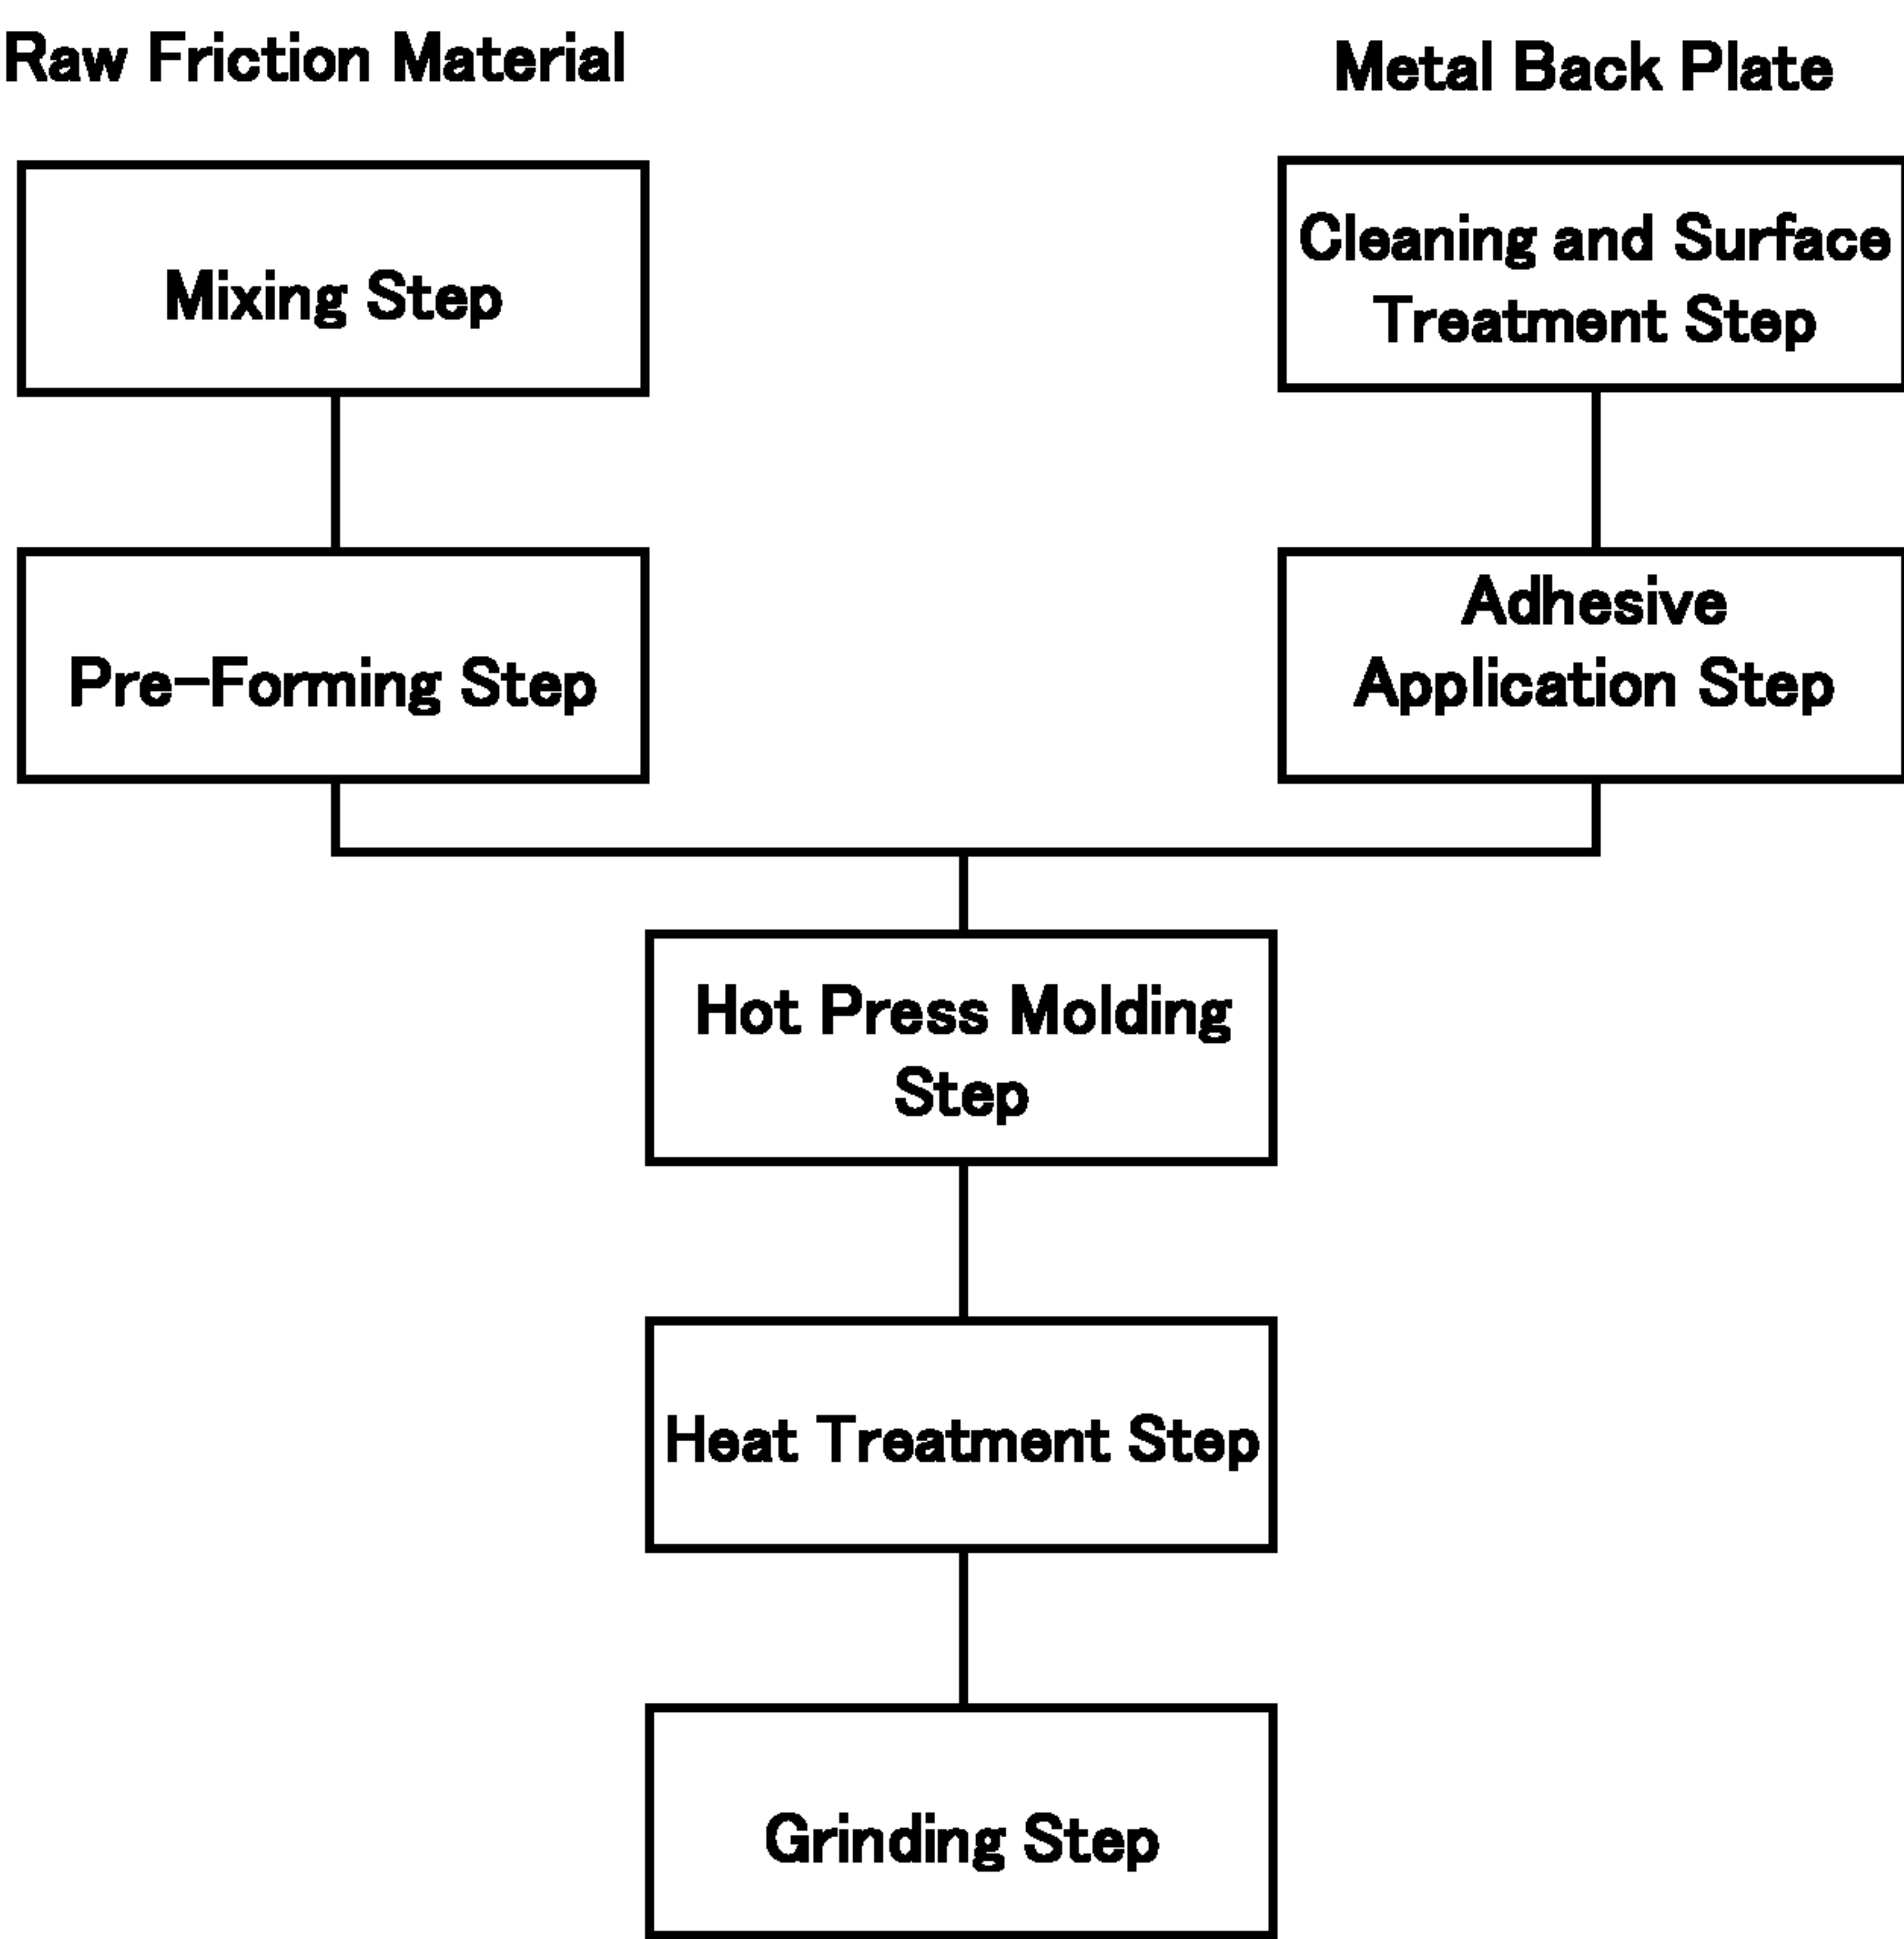 Raw Friction Material
Metal Back Plate
Mixing Step
Cleaning and Surface
Treatment Step
Pre-Forming Step
Adhesive
Application Step
Hot Press Molding
Step
Heat Treatment Step
Grinding Step